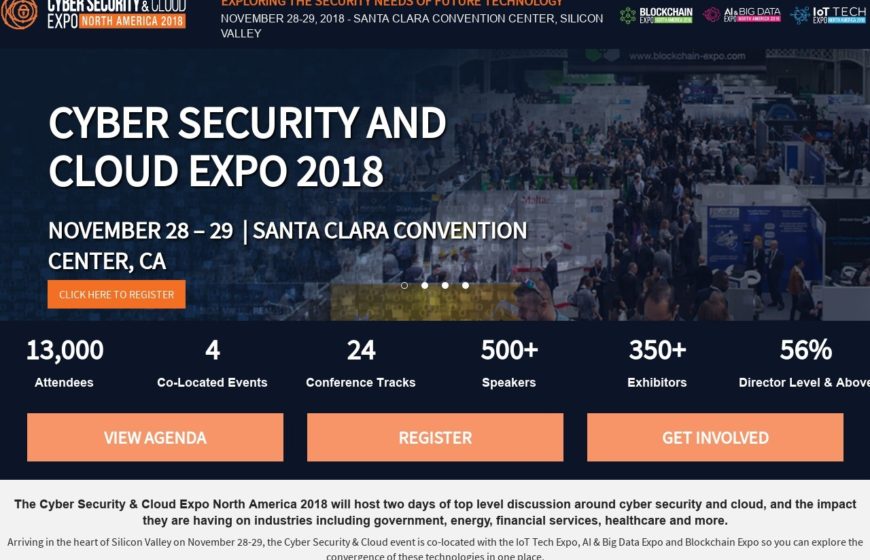 CYBER SECURITY & CLOUD
EXPO NORTH AMERICA 2018
EXPLORING THE SECURITY NEEDS OF FUTURE TECHNOLOGY
NOVEMBER 28-29, 2018 - SANTA CLARA CONVENTION CENTER, SILICON
VALLEY
BLOCKCHAIN
EXPO NORTH AMERICA 2018
AI & BIG DATA
EXPO NORTH AMERICA 2018
IoT TECH
EXPO NORTH AMERICA 2018
www.blockchain-expo.com
CYBER SECURITY AND
CLOUD EXPO 2018
NOVEMBER 28 – 29 | SANTA CLARA CONVENTION
CENTER, CA
CLICK HERE TO REGISTER
13,000
Attendees
4
Co-Located Events
24
Conference Tracks
500+
Speakers
350+
Exhibitors
56%
Director Level & Above
VIEW AGENDA
REGISTER
GET INVOLVED
The Cyber Security & Cloud Expo North America 2018 will host two days of top level discussion around cyber security and cloud, and the impact
they are having on industries including government, energy, financial services, healthcare and more.
Arriving in the heart of Silicon Valley on November 28-29, the Cyber Security & Cloud event is co-located with the IoT Tech Expo, AI & Big Data Expo and Blockchain Expo so you can explore the
convergence of these technologies in one place.